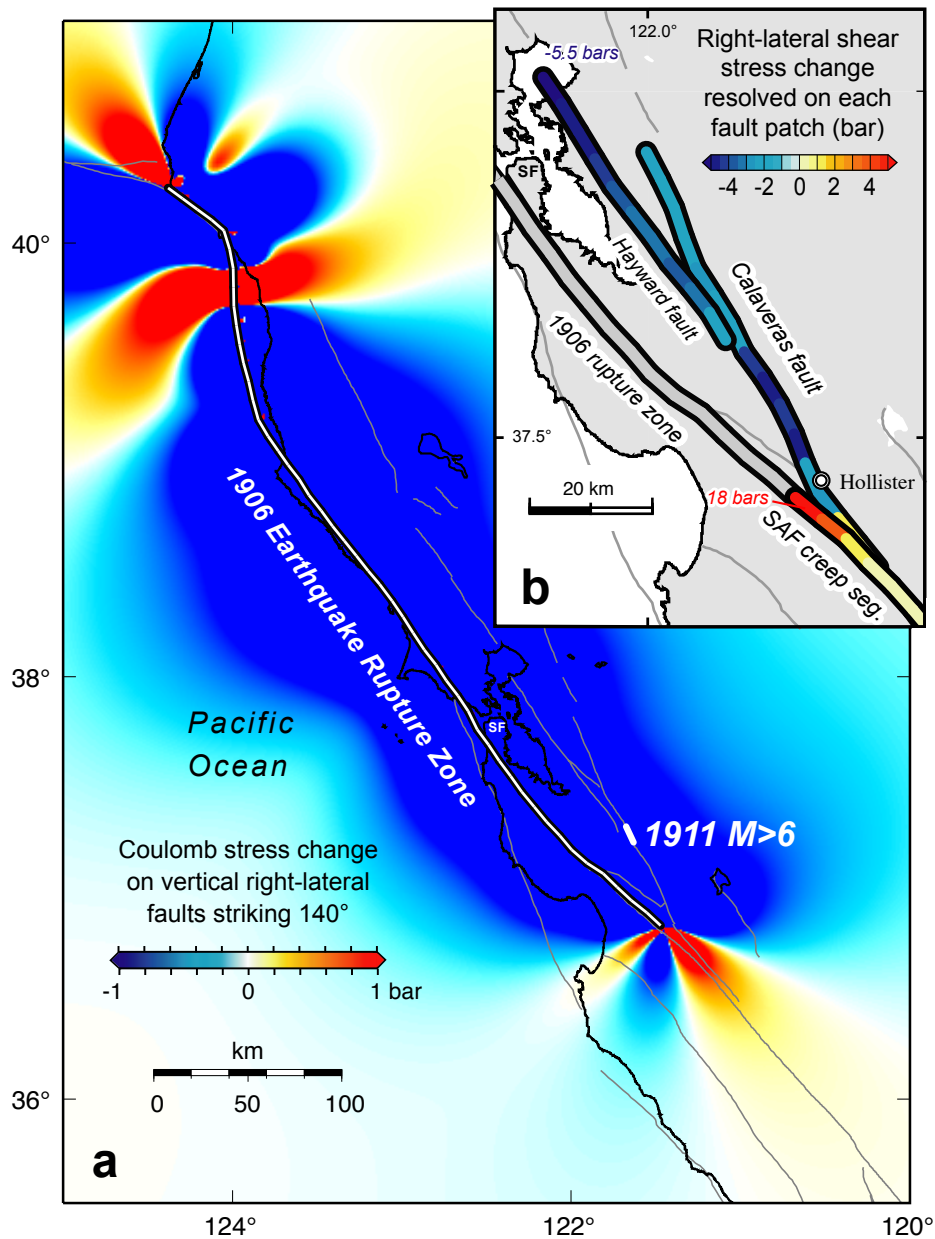 122.0°
-5.5 bars
Right-lateral shear
stress change
resolved on each
fault patch (bar)
-4 -2 0 2 4
SF
Hayward fault
Calaveras fault
1906 rupture zone
37.5°
20 km
Hollister
18 bars
SAF creep seg.
b
40°
38°
36°
1906 Earthquake Rupture Zone
SF
Pacific
Ocean
1911 M>6
Coulomb stress change
on vertical right-lateral
faults striking 140°
-1 0 1 bar
km
0 50 100
a
124° 122° 120°